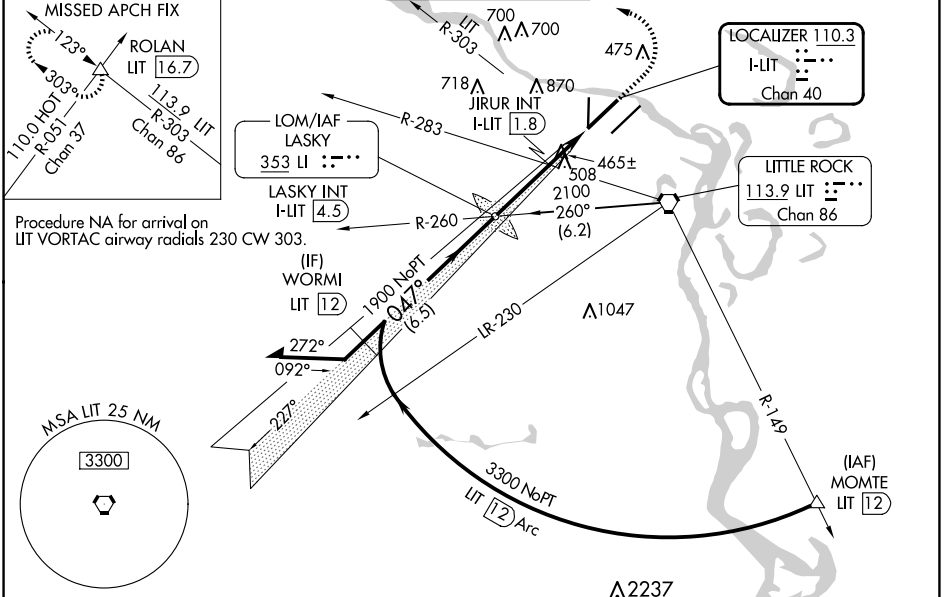 MISSED APCH FIX
123°
ROLAN
LIT 16.7
303°
113.9 LIT
R-303
Chan 86
110.0 HOT
R-051
Chan 37
LIT
R-303
700
700
475
718
870
LOCALIZER 110.3
I-LIT
Chan 40
JIRUR INT
I-LIT 1.8
R-283
LOM/IAF
LASKY
353 LI
465±
508
LITTLE ROCK
113.9 LIT
Chan 86
LASKY INT
I-LIT 4.5
R-260
2100
260°
(6.2)
Procedure NA for arrival on
LIT VORTAC airway radials 230 CW 303.
(IF)
WORMI
LIT 12
1900 NoPT
047°
(6.5)
LR-230
1047
272°
092°
227°
R-149
MSA LIT 25 NM
3300
3300 NoPT
LIT 12 Arc
(IAF)
MOMTE
LIT 12
2237